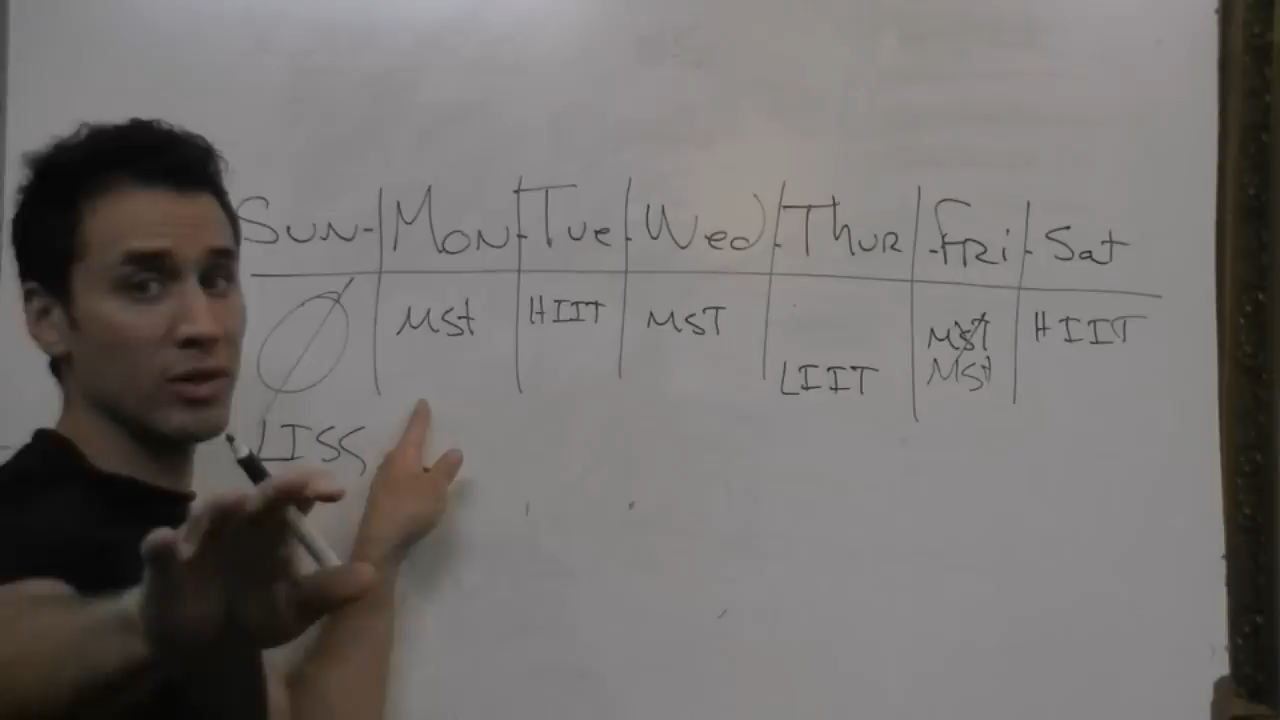 Sun Mon Tue Wed Thur Fri Sat
Ø MSt HIIT MST LIIT MSt HIIT
MSt
LISS